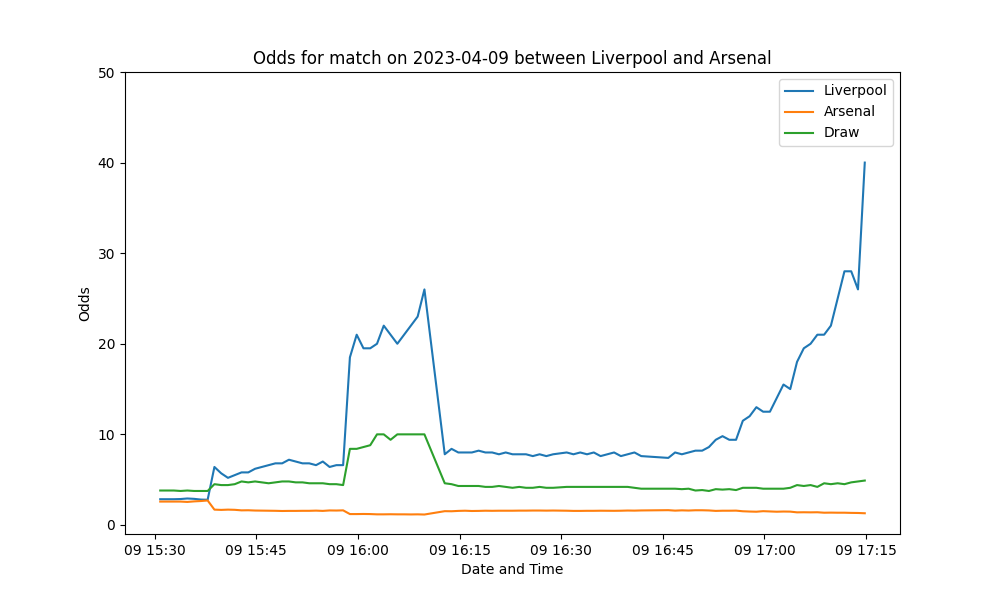 Odds for match on 2023-04-09 between Liverpool and Arsenal
50
40
30
20
10
0
Odds
Liverpool
Arsenal
Draw
09 15:30 09 15:45 09 16:00 09 16:15 09 16:30 09 16:45 09 17:00 09 17:15
Date and Time